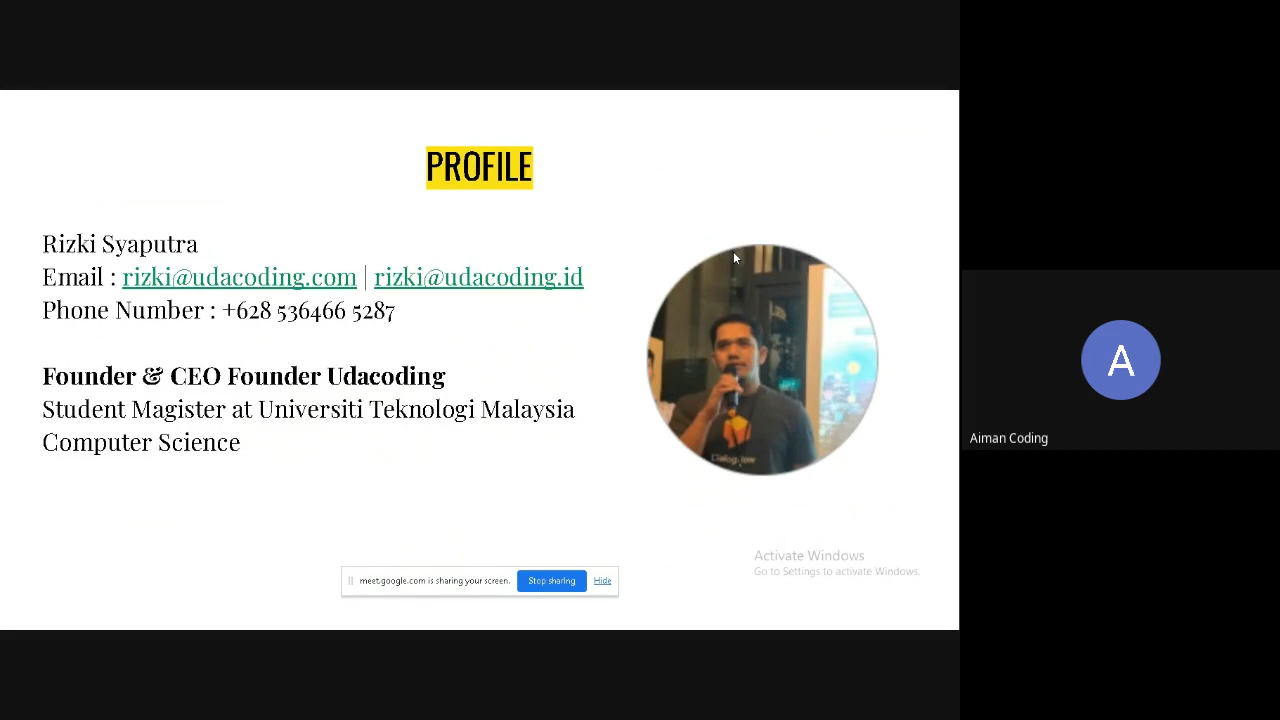 PROFILE
Rizki Syaputra
Email : rizki@udacoding.com | rizki@udacoding.id
Phone Number : +628 536466 5287
Founder & CEO Founder Udacoding
Student Magister at Universiti Teknologi Malaysia
Computer Science
Dialogflow
Activate Windows
Go to Settings to activate Windows.
meet.google.com is sharing your screen. Stop sharing Hide
A
Aiman Coding